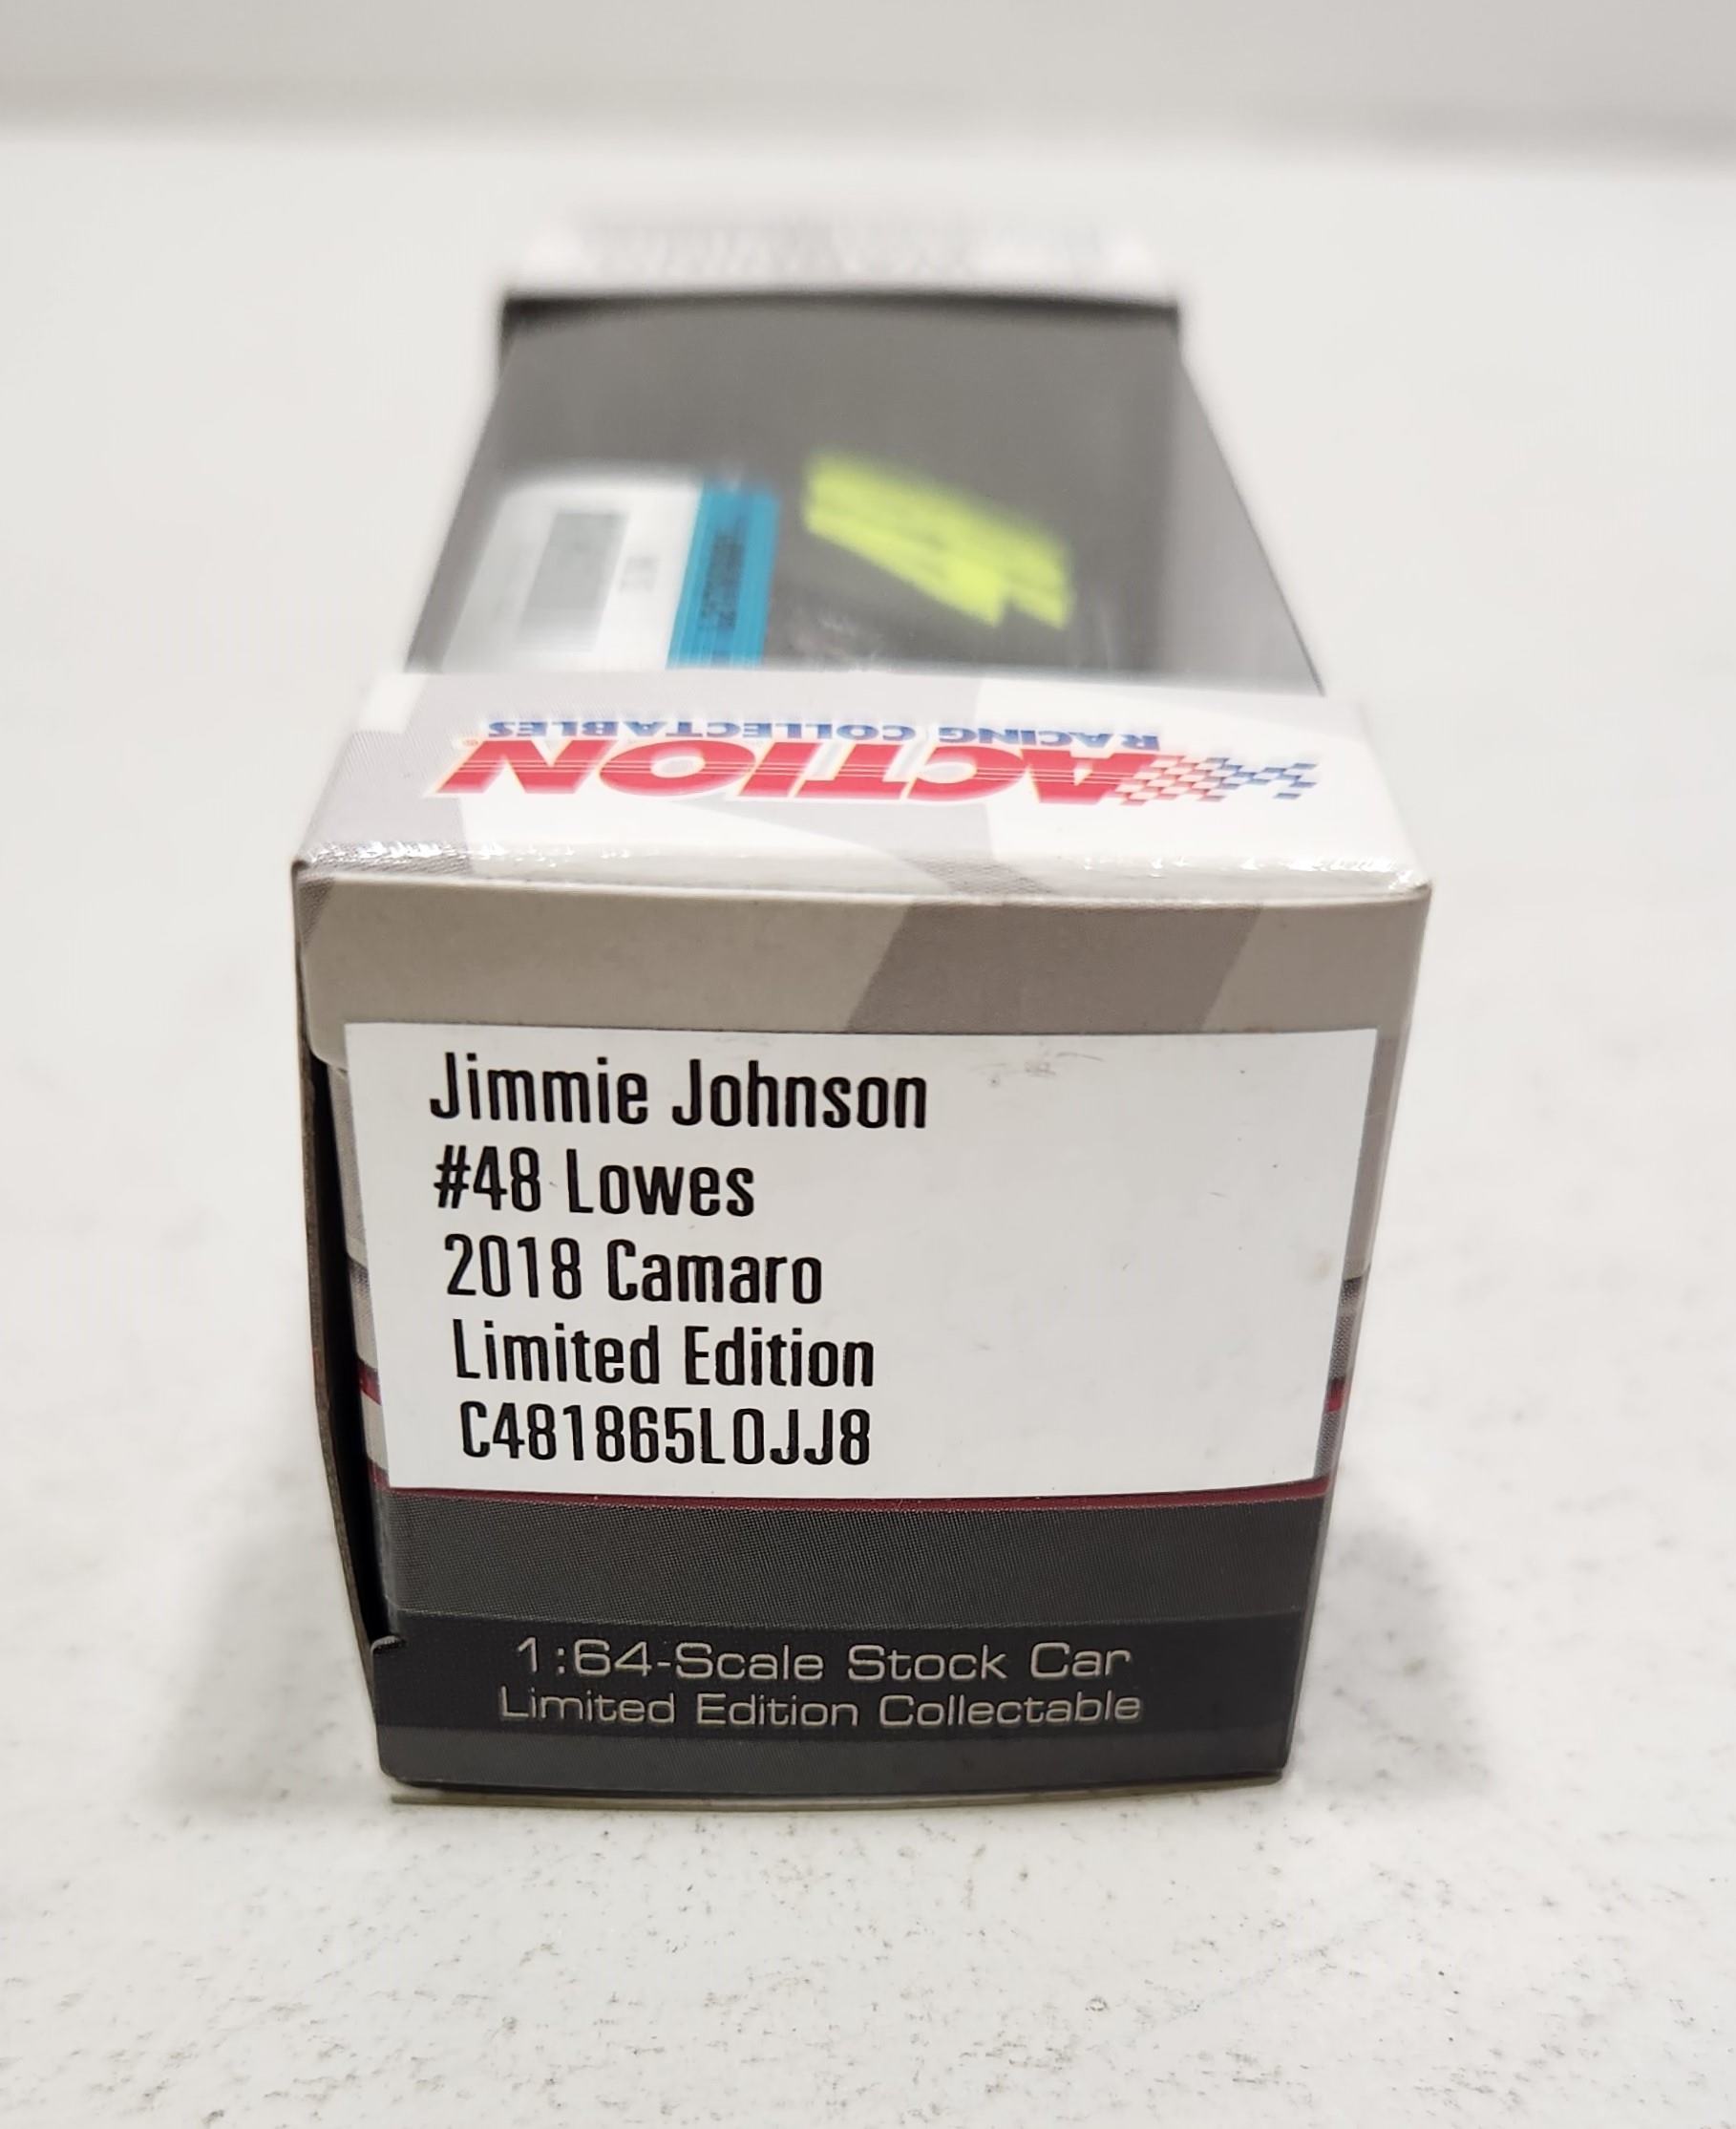 ACTION
RACING COLLECTABLES
Jimmie Johnson
#48 Lowes
2018 Camaro
Limited Edition
C481865LOJJ8
1:64-Scale Stock Car
Limited Edition Collectable